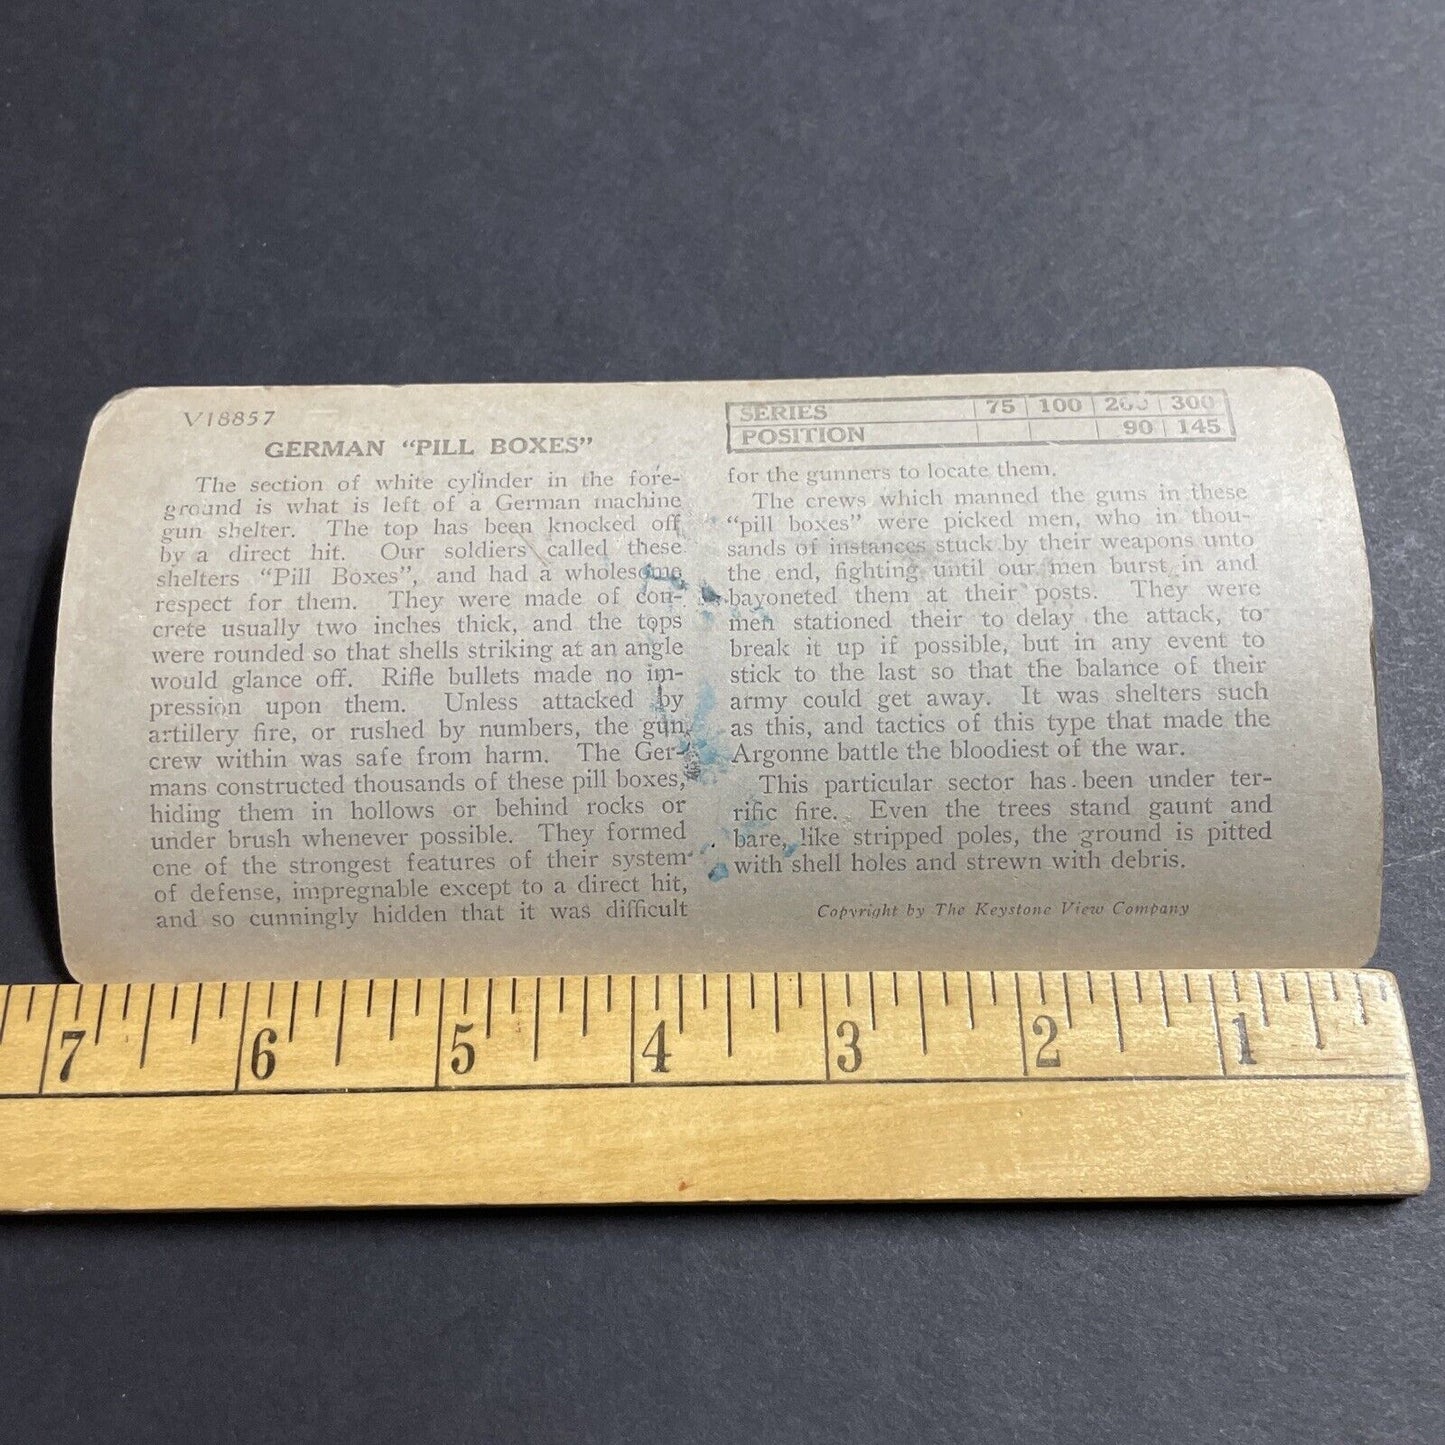 V18857
GERMAN "PILL BOXES"
The section of white cylinder in the fore-
ground is what is left of a German machine
gun shelter. The top has been knocked off
by a direct hit. Our soldiers called these
shelters "Pill Boxes", and had a wholesome
respect for them. They were made of con-
crete usually two inches thick, and the tops
were rounded so that shells striking at an angle
would glance off. Rifle bullets made no im-
pression upon them. Unless attacked by
artillery fire, or rushed by numbers, the gun
crew within was safe from harm. The Ger-
mans constructed thousands of these pill boxes,
hiding them in hollows or behind rocks or
under brush whenever possible. They formed
one of the strongest features of their system
of defense, impregnable except to a direct hit,
and so cunningly hidden that it was difficult
SERIES 75 100 200 300
POSITION 90 145
for the gunners to locate them.
The crews which manned the guns in these
"pill boxes" were picked men, who in thou-
sands of instances stuck by their weapons unto
the end, fighting until our men burst in and
bayoneted them at their posts. They were
men stationed their to delay the attack, to
break it up if possible, but in any event to
stick to the last so that the balance of their
army could get away. It was shelters such
as this, and tactics of this type that made the
Argonne battle the bloodiest of the war.
This particular sector has been under ter-
rific fire. Even the trees stand gaunt and
bare, like stripped poles, the ground is pitted
with shell holes and strewn with debris.
Copyright by The Keystone View Company
7 6 5 4 3 2 1